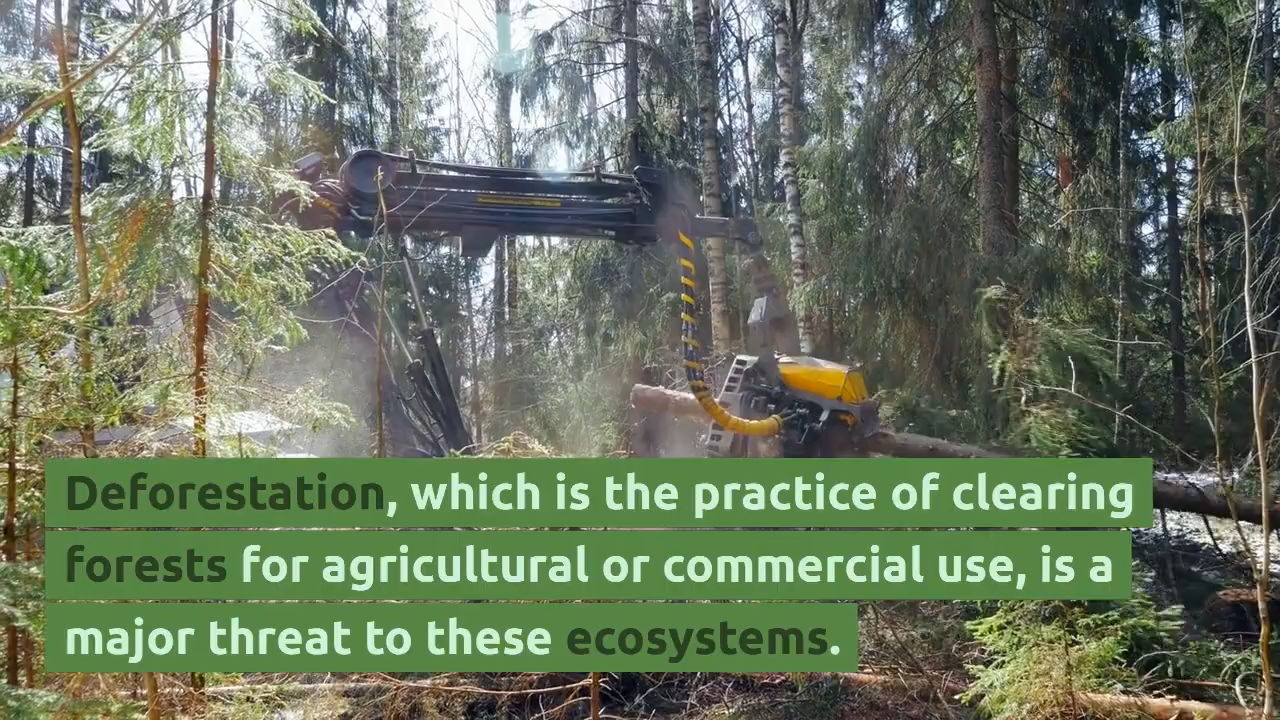 Deforestation, which is the practice of clearing
forests for agricultural or commercial use, is a
major threat to these ecosystems.